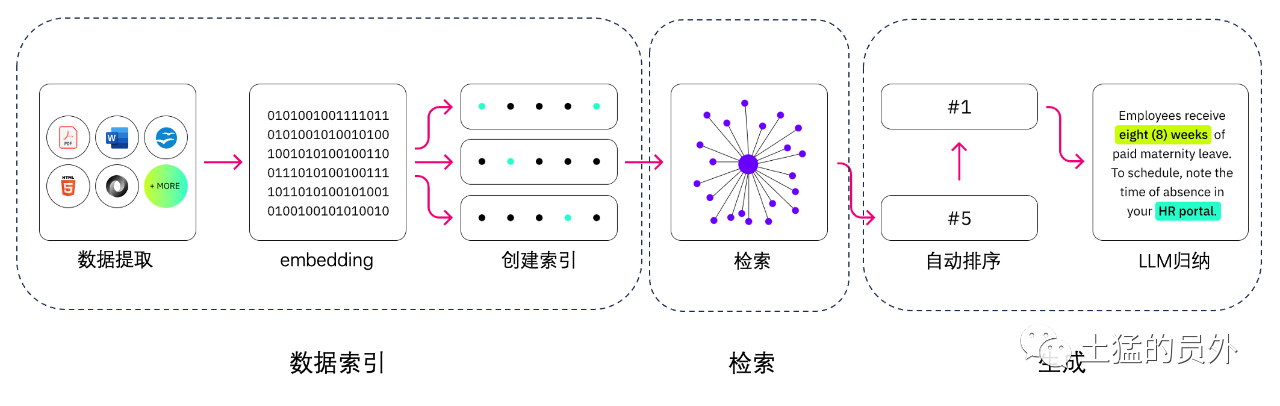 PDF
W
HTML
5
+ MORE
数据提取
0101001001111011
0101001010010100
1001010100100110
0111010100100111
1011010100101001
0100100101010010
embedding
创建索引
检索
#1
#5
自动排序
Employees receive
eight (8) weeks of
paid maternity leave.
To schedule, note the
time of absence in
your HR portal.
LLM归纳
数据索引
检索
生成
土猛的员外